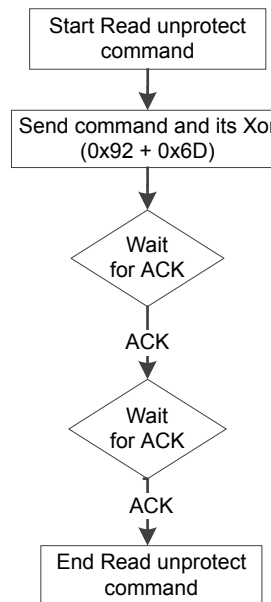 Start Read unprotect
command
Send command and its Xor
(0x92 + 0x6D)
Wait
for ACK
ACK
Wait
for ACK
ACK
End Read unprotect
command